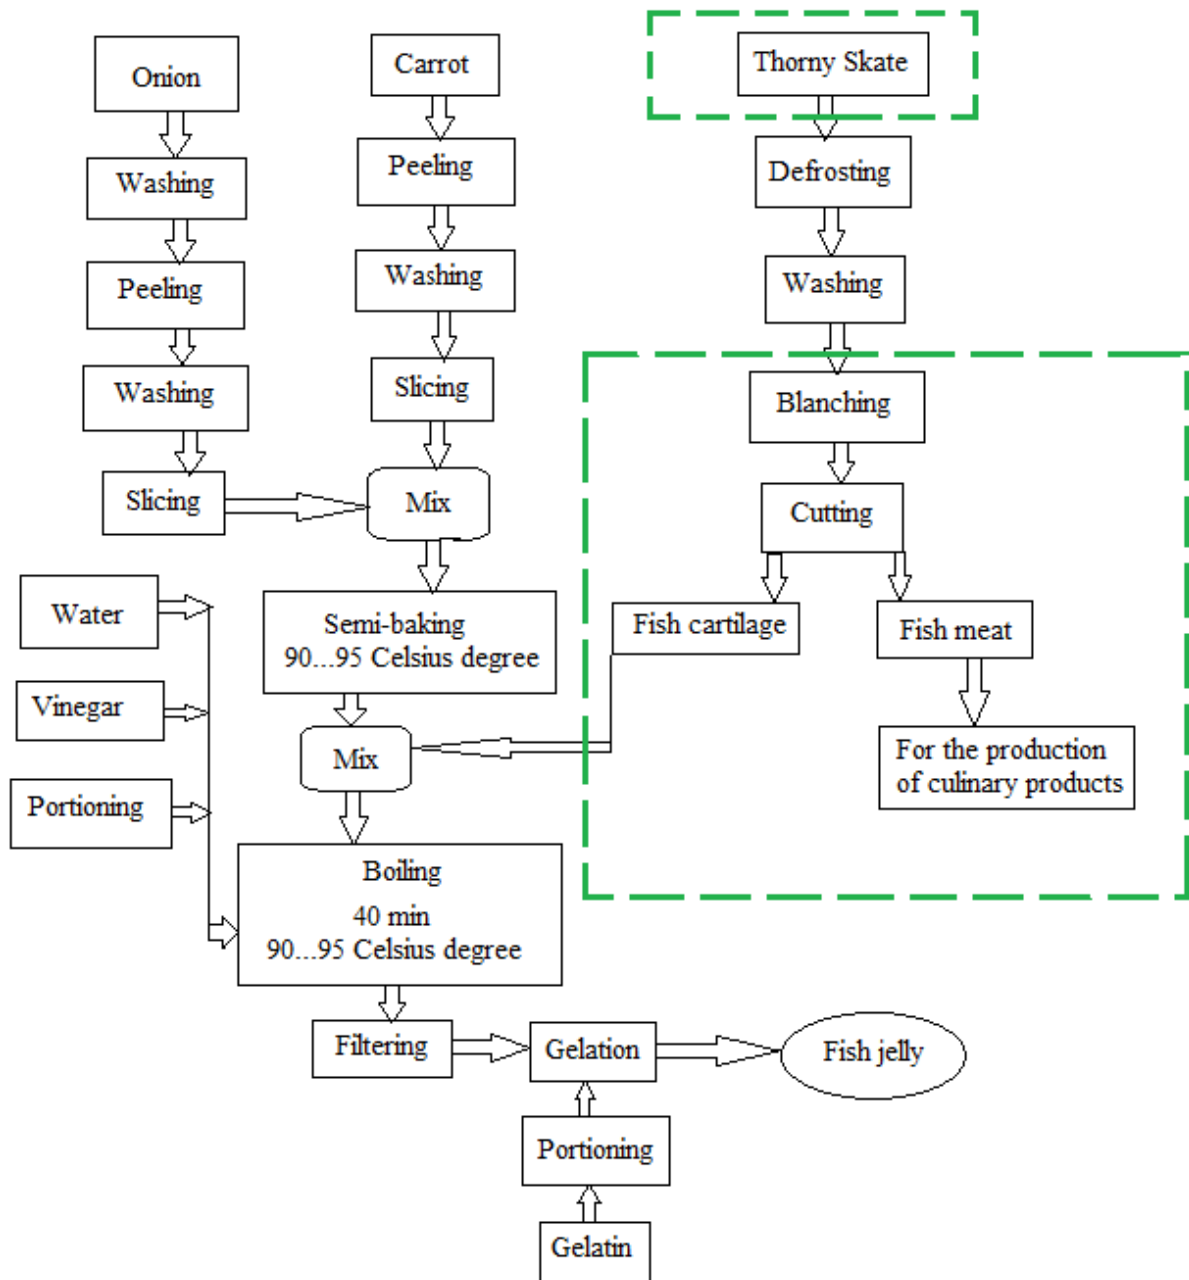 Onion
Carrot
Thorny Skate
Washing
Peeling
Defrosting
Peeling
Washing
Washing
Washing
Slicing
Blanching
Slicing
Mix
Cutting
Water
Semi-baking
90...95 Celsius degree
Fish cartilage
Fish meat
Vinegar
Mix
For the production
of culinary products
Portioning
Boiling
40 min
90...95 Celsius degree
Filtering
Gelation
Fish jelly
Portioning
Gelatin